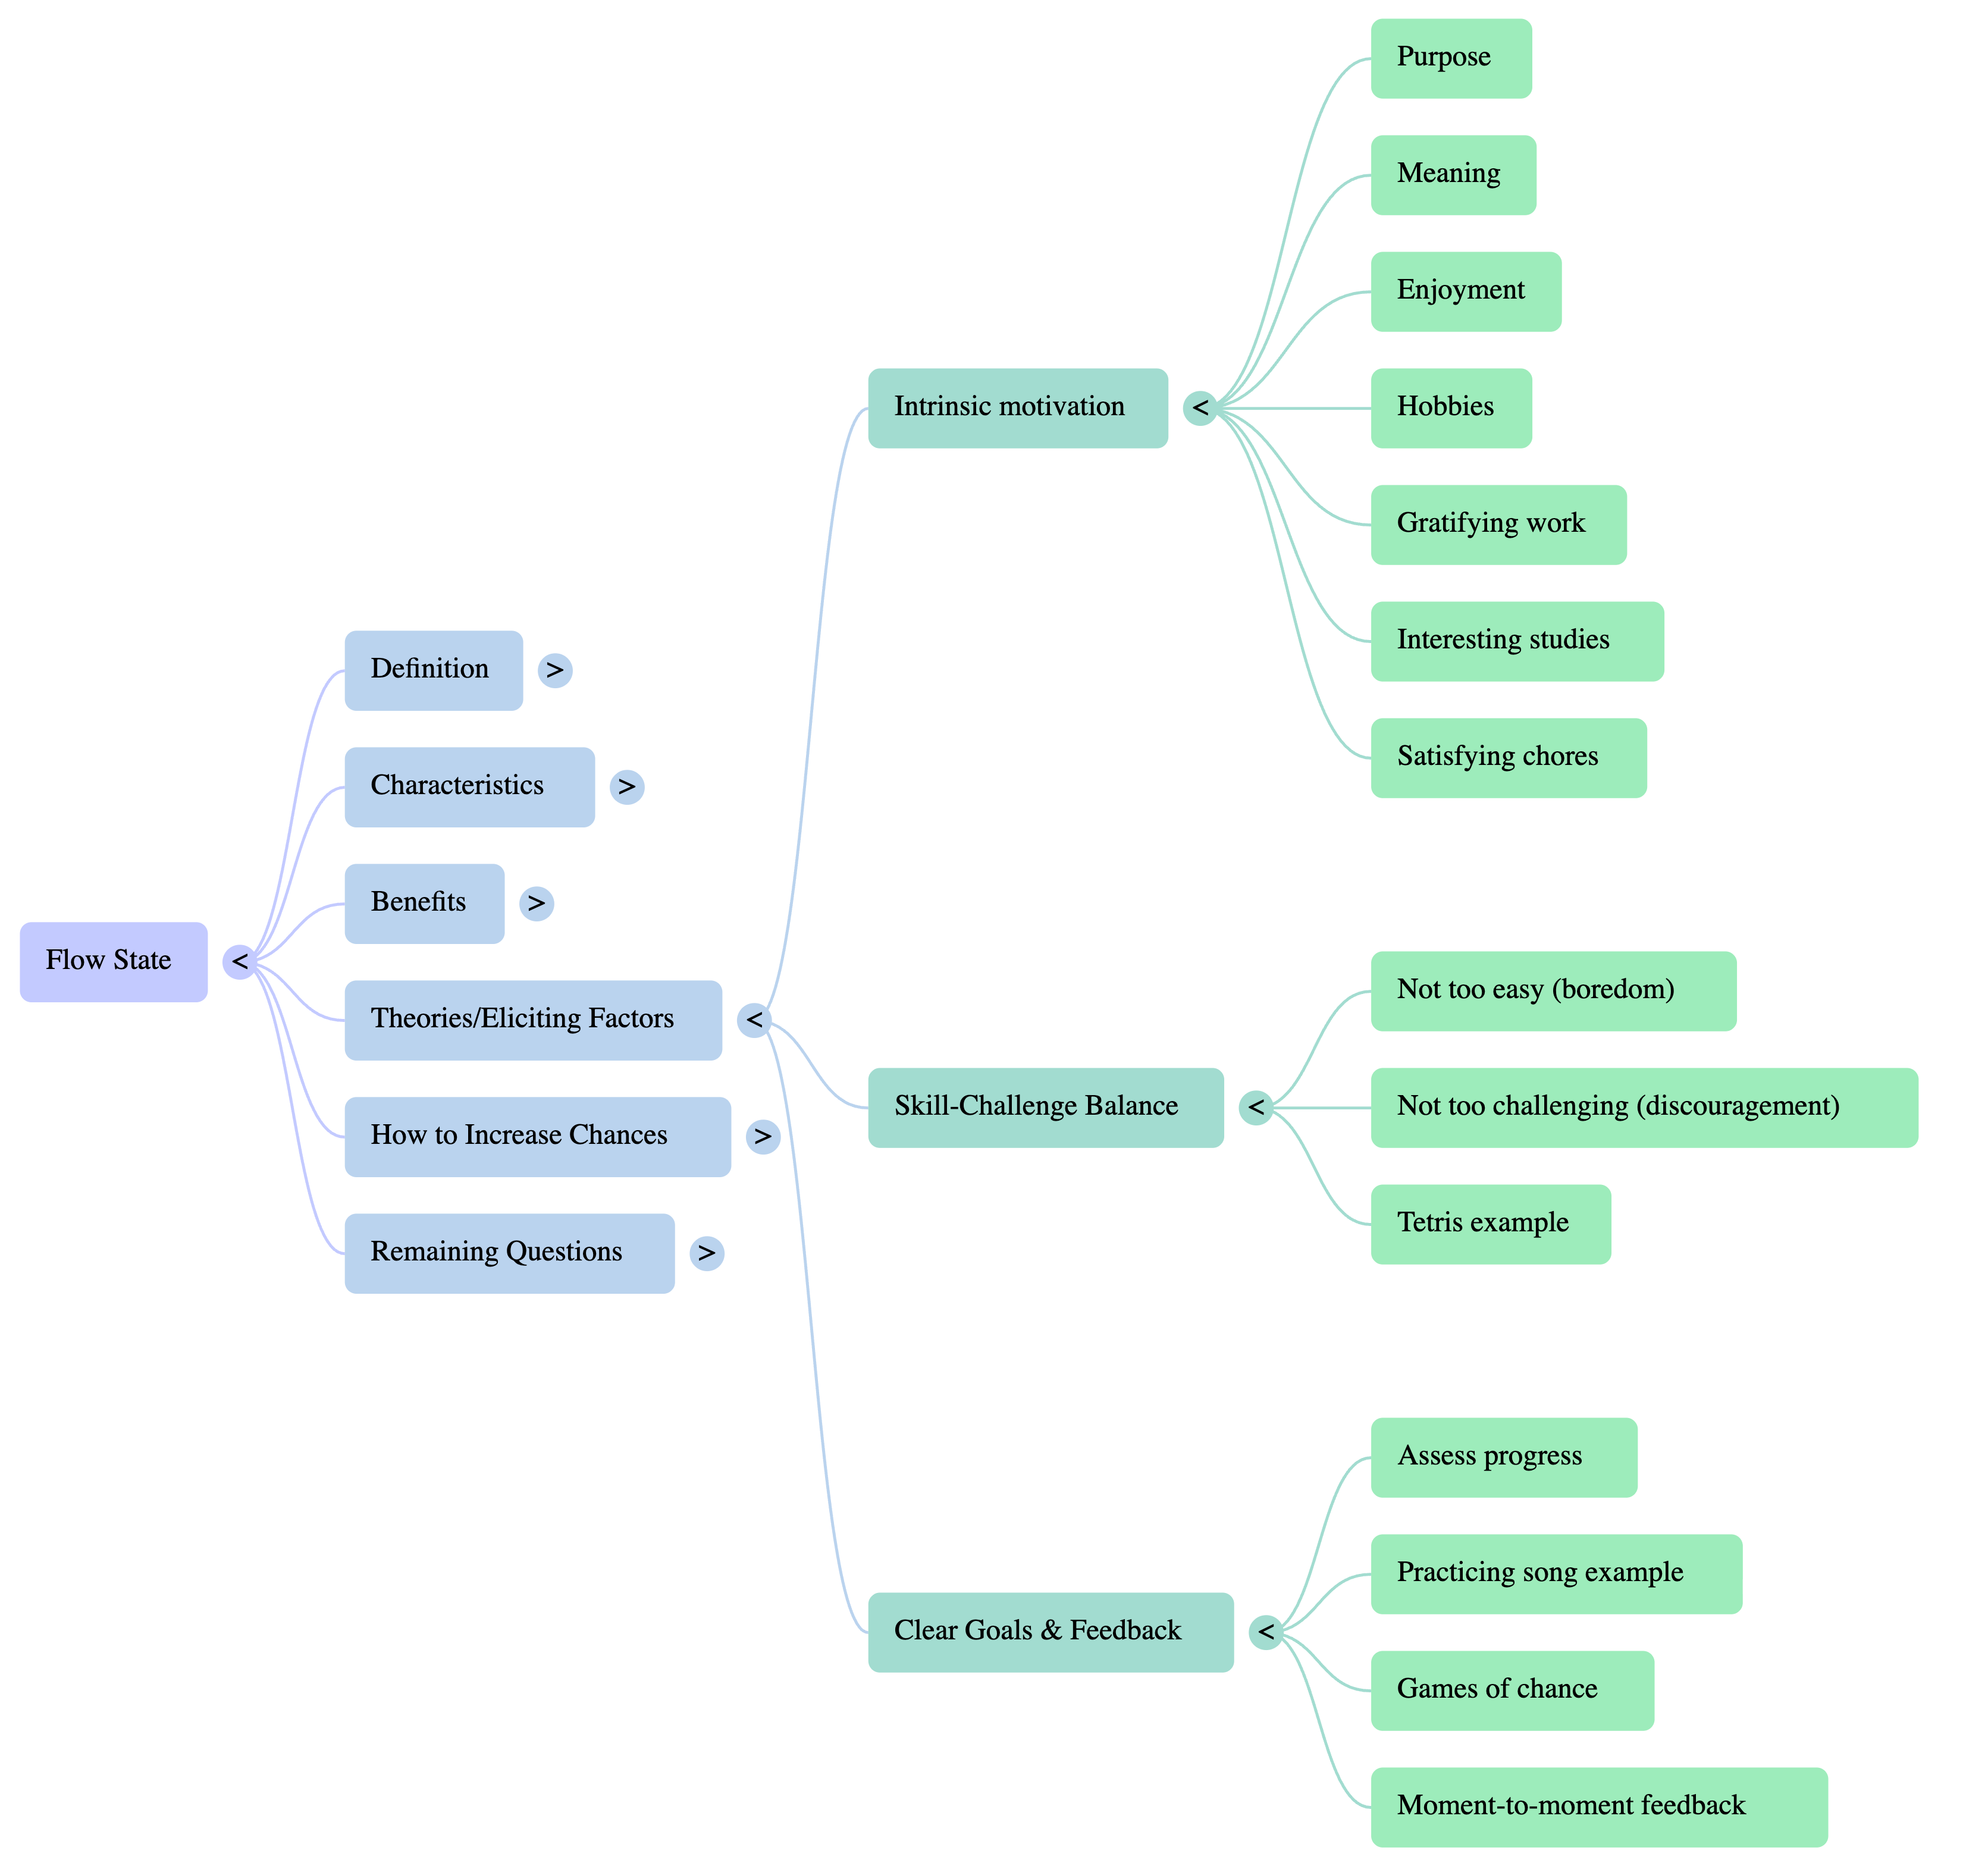 Flow State
<
Definition
>
Characteristics
>
Benefits
>
Theories/Eliciting Factors
<
How to Increase Chances
>
Remaining Questions
>
Intrinsic motivation
<
Purpose
Meaning
Enjoyment
Hobbies
Gratifying work
Interesting studies
Satisfying chores
Skill-Challenge Balance
<
Not too easy (boredom)
Not too challenging (discouragement)
Tetris example
Clear Goals & Feedback
<
Assess progress
Practicing song example
Games of chance
Moment-to-moment feedback